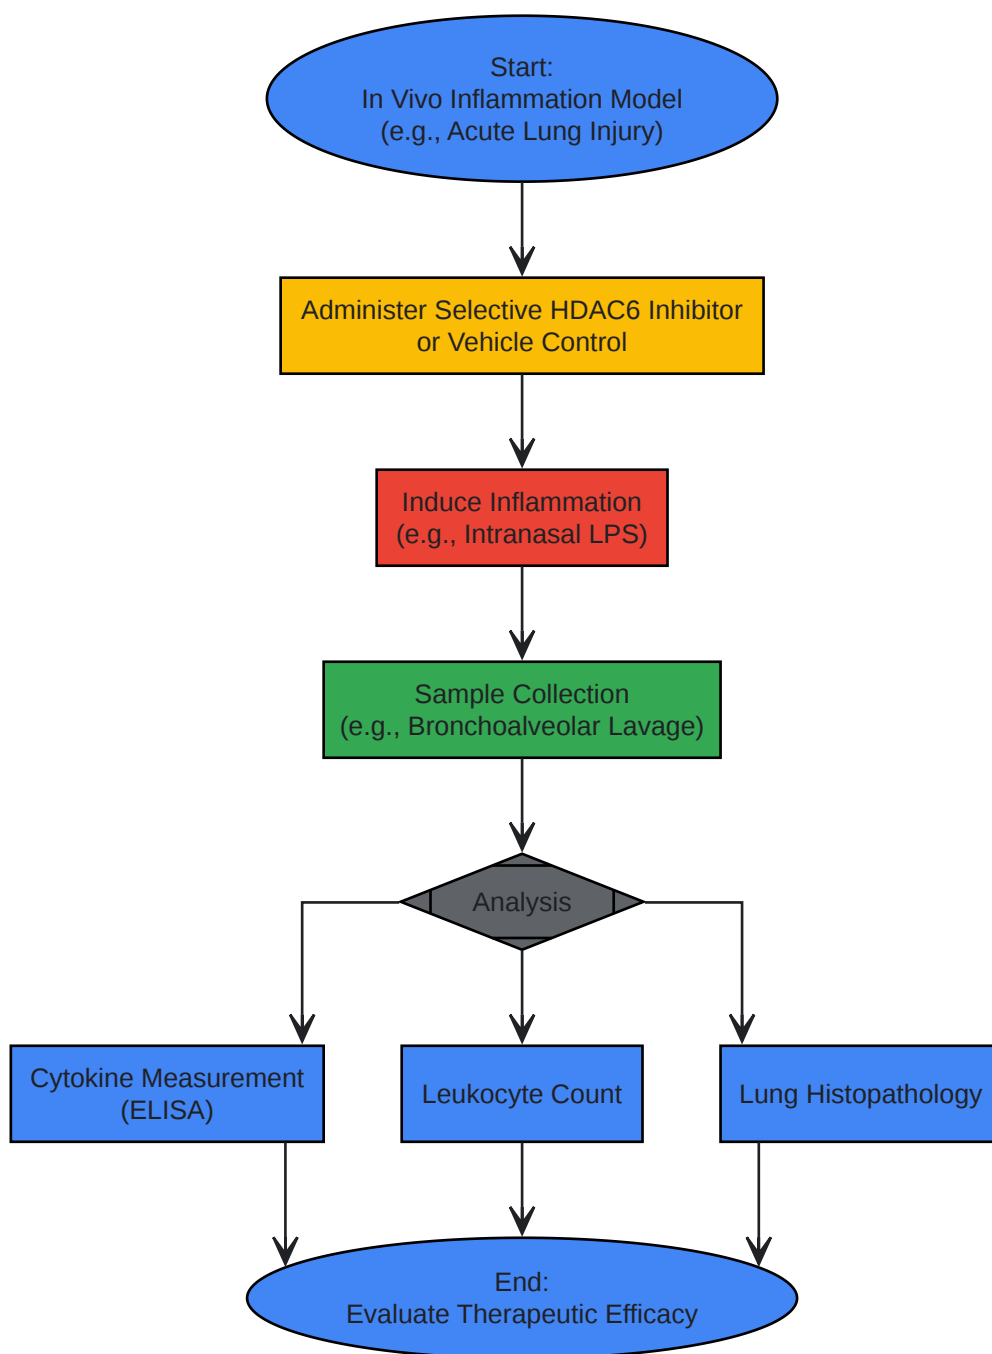 Start:
In Vivo Inflammation Model
(e.g., Acute Lung Injury)
Administer Selective HDAC6 Inhibitor
or Vehicle Control
Induce Inflammation
(e.g., Intranasal LPS)
Sample Collection
(e.g., Bronchoalveolar Lavage)
Analysis
Cytokine Measurement
(ELISA)
Leukocyte Count
Lung Histopathology
End:
Evaluate Therapeutic Efficacy